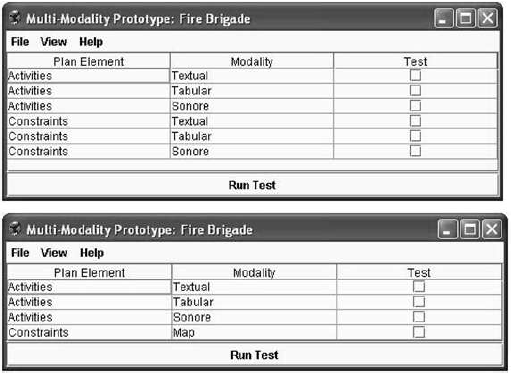 Multi-Modality Prototype: Fire Brigade
File View Help
Plan Element Modality Test
Activities Textual
Activities Tabular
Activities Sonore
Constraints Textual
Constraints Tabular
Constraints Sonore
Run Test
Multi-Modality Prototype: Fire Brigade
File View Help
Plan Element Modality Test
Activities Textual
Activities Tabular
Activities Sonore
Constraints Map
Run Test